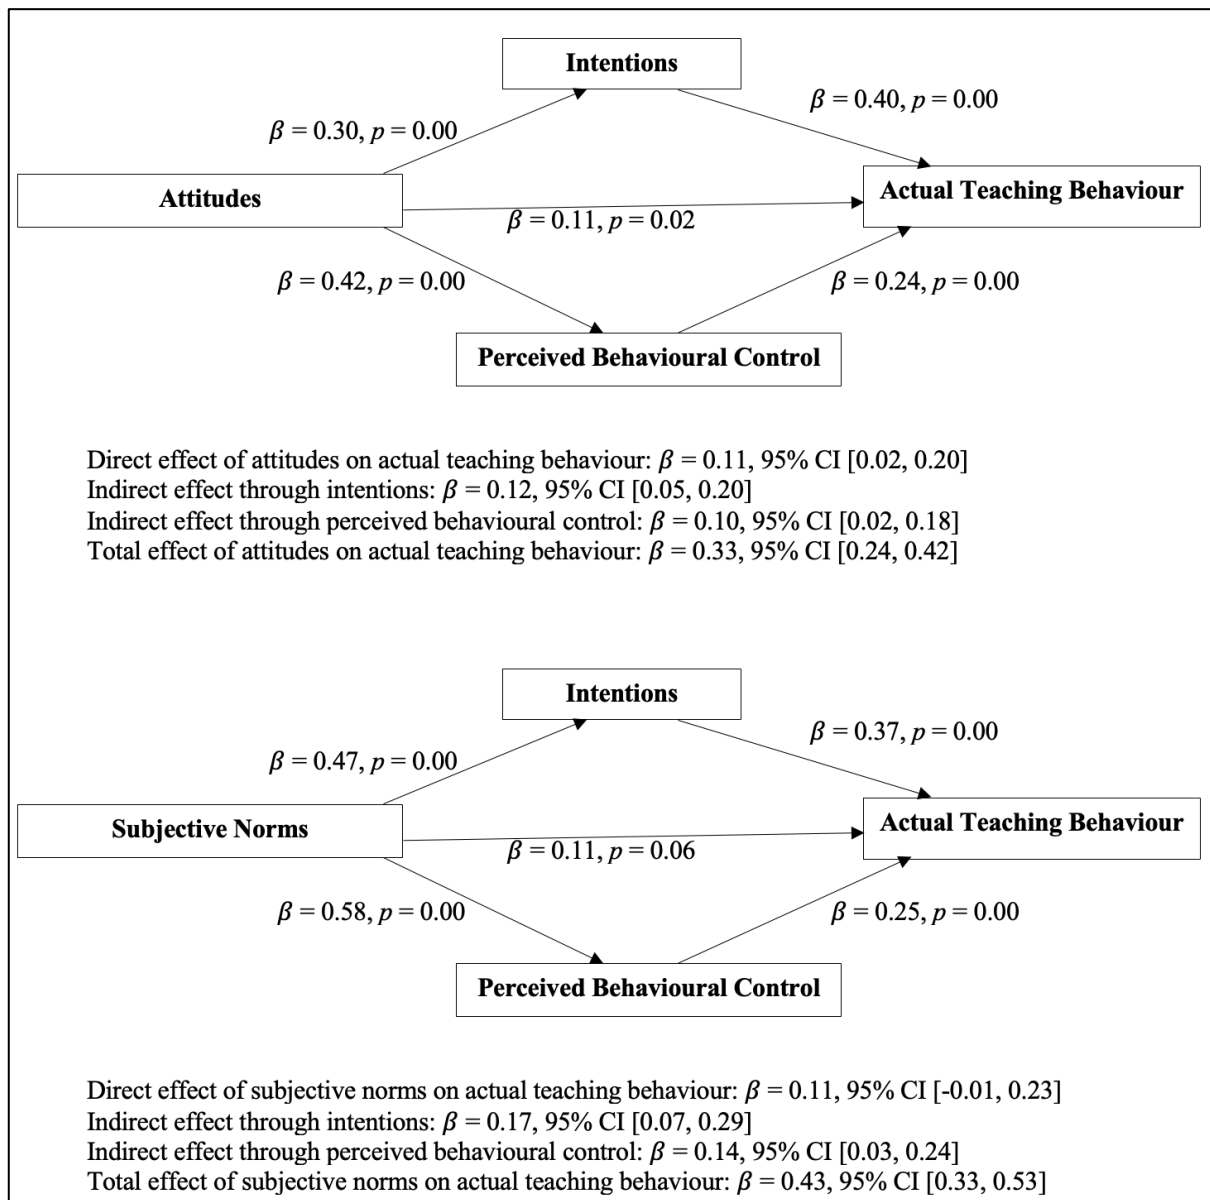 Intentions
β = 0.40, p = 0.00
β = 0.30, p = 0.00
Attitudes
Actual Teaching Behaviour
β = 0.11, p = 0.02
β = 0.42, p = 0.00
β = 0.24, p = 0.00
Perceived Behavioural Control
Direct effect of attitudes on actual teaching behaviour: β = 0.11, 95% CI [0.02, 0.20]
Indirect effect through intentions: β = 0.12, 95% CI [0.05, 0.20]
Indirect effect through perceived behavioural control: β = 0.10, 95% CI [0.02, 0.18]
Total effect of attitudes on actual teaching behaviour: β = 0.33, 95% CI [0.24, 0.42]
Intentions
β = 0.37, p = 0.00
β = 0.47, p = 0.00
Subjective Norms
Actual Teaching Behaviour
β = 0.11, p = 0.06
β = 0.58, p = 0.00
β = 0.25, p = 0.00
Perceived Behavioural Control
Direct effect of subjective norms on actual teaching behaviour: β = 0.11, 95% CI [-0.01, 0.23]
Indirect effect through intentions: β = 0.17, 95% CI [0.07, 0.29]
Indirect effect through perceived behavioural control: β = 0.14, 95% CI [0.03, 0.24]
Total effect of subjective norms on actual teaching behaviour: β = 0.43, 95% CI [0.33, 0.53]